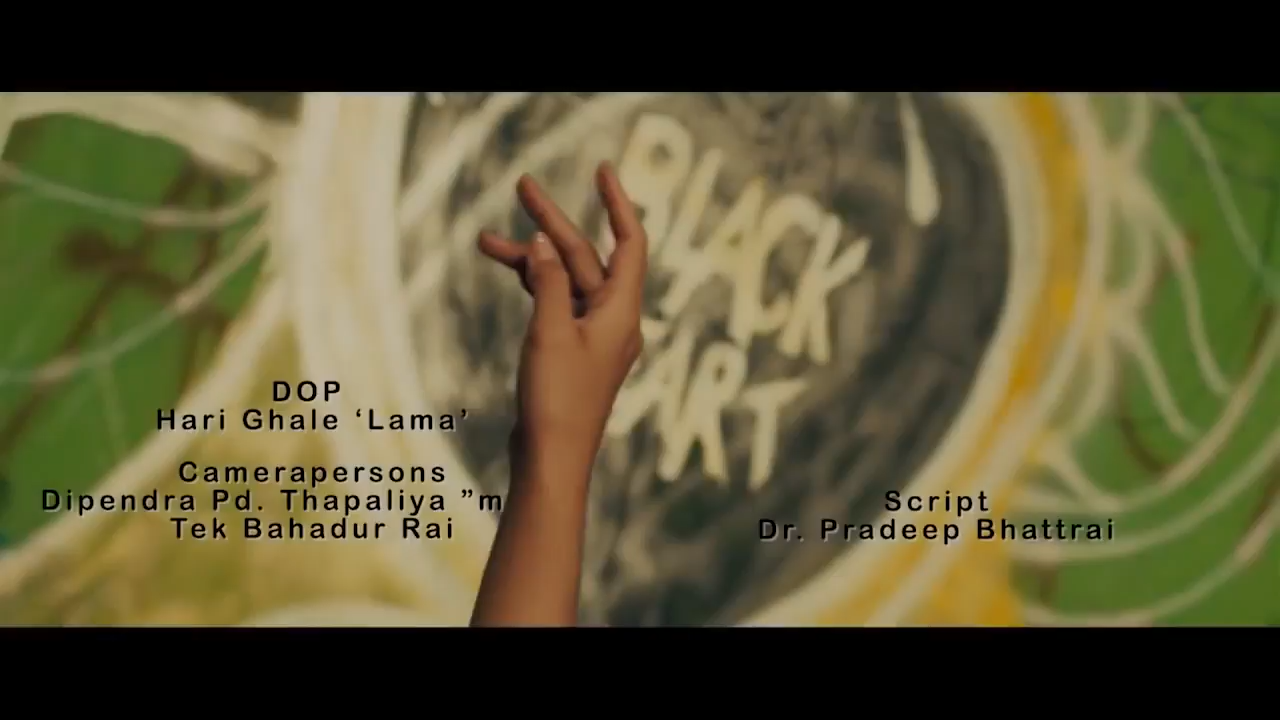 BLACK
ART
DOP
Hari Ghale ‘Lama’
Camerapersons
Dipendra Pd. Thapaliya ”m
Tek Bahadur Rai
Script
Dr. Pradeep Bhattrai